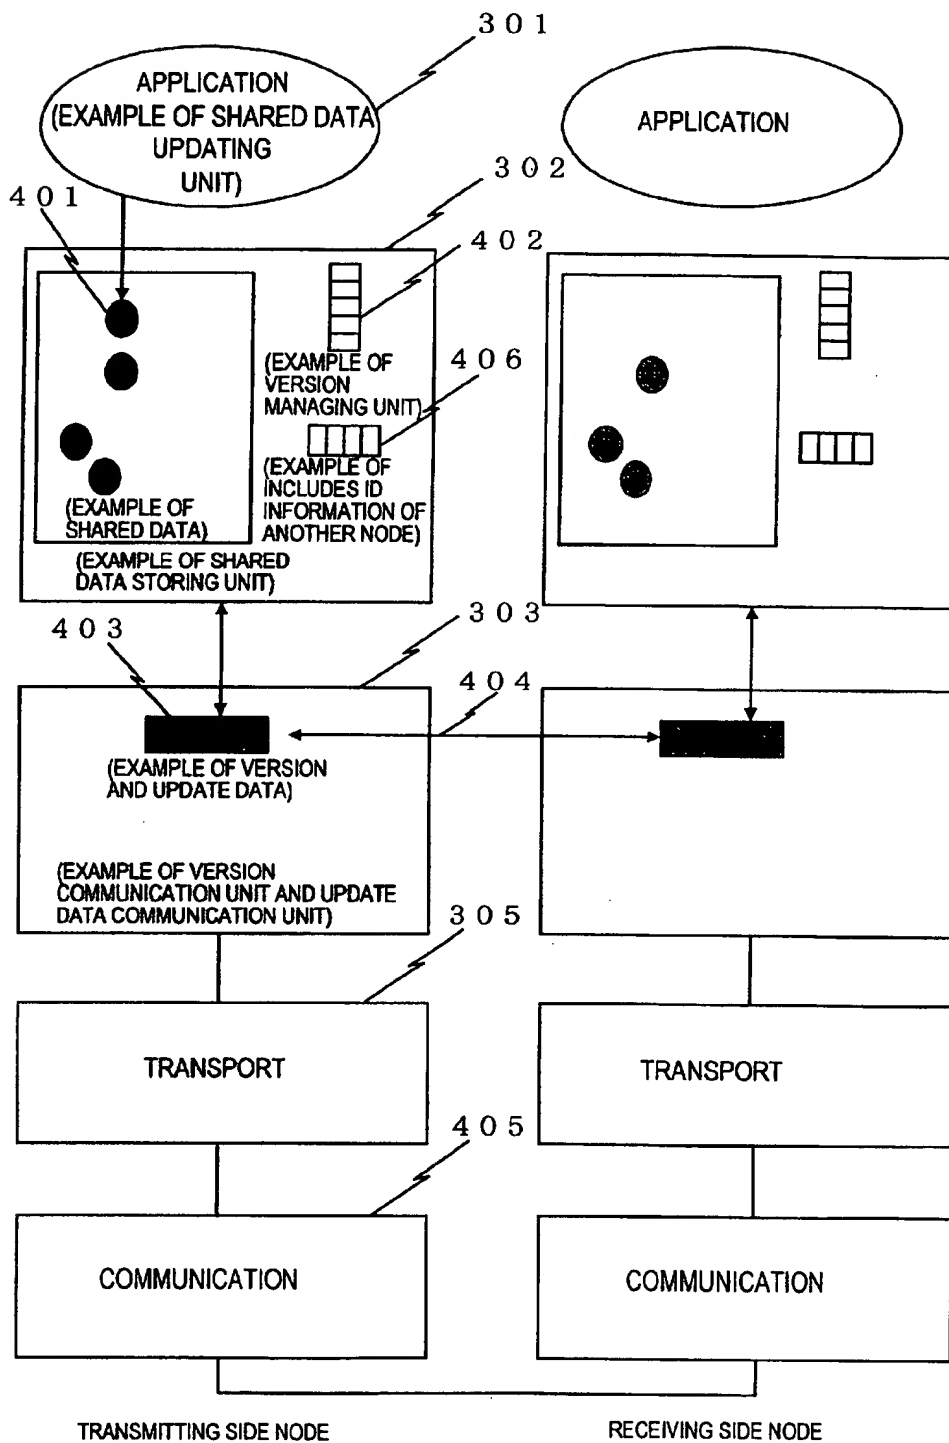 301
APPLICATION
(EXAMPLE OF SHARED DATA
UPDATING
UNIT)
APPLICATION
401
302
402
(EXAMPLE OF
VERSION
MANAGING UNIT)
406
(EXAMPLE OF
INCLUDES ID
INFORMATION OF
ANOTHER NODE)
(EXAMPLE OF
SHARED DATA)
(EXAMPLE OF SHARED
DATA STORING UNIT)
403
303
404
(EXAMPLE OF VERSION
AND UPDATE DATA)
(EXAMPLE OF VERSION
COMMUNICATION UNIT AND UPDATE
DATA COMMUNICATION UNIT)
305
TRANSPORT
TRANSPORT
405
COMMUNICATION
COMMUNICATION
TRANSMITTING SIDE NODE
RECEIVING SIDE NODE